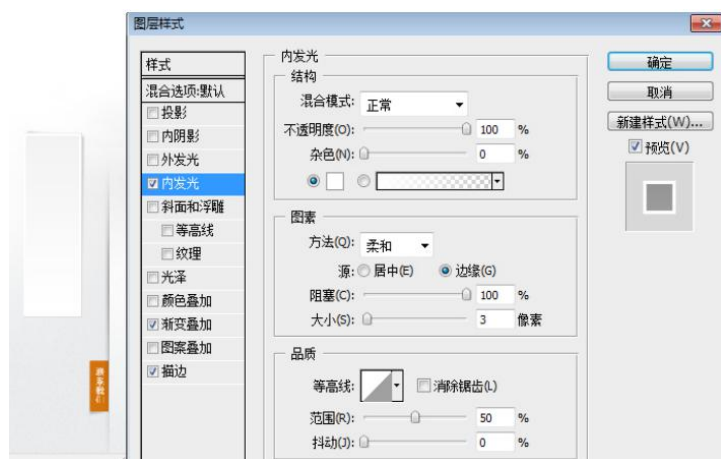 图层样式
样式
混合选项:默认
投影
内阴影
外发光
内发光
斜面和浮雕
等高线
纹理
光泽
颜色叠加
渐变叠加
图案叠加
描边
内发光
结构
混合模式: 正常
不透明度(O): 100 %
杂色(N): 0 %
图素
方法(Q): 柔和
源: 居中(E) 边缘(G)
阻塞(C): 100 %
大小(S): 3 像素
品质
等高线: 消除锯齿(L)
范围(R): 50 %
抖动(J): 0 %
确定
取消
新建样式(W)...
预览(V)